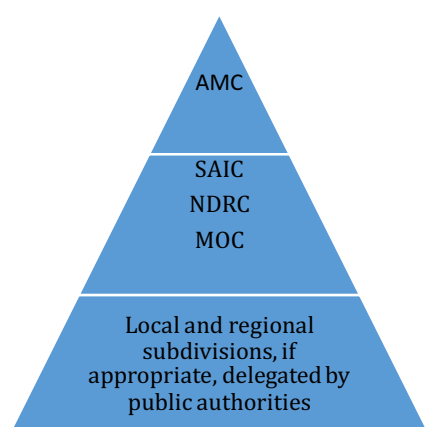 AMC
SAIC
NDRC
MOC
Local and regional
subdivisions, if
appropriate, delegated by
public authorities